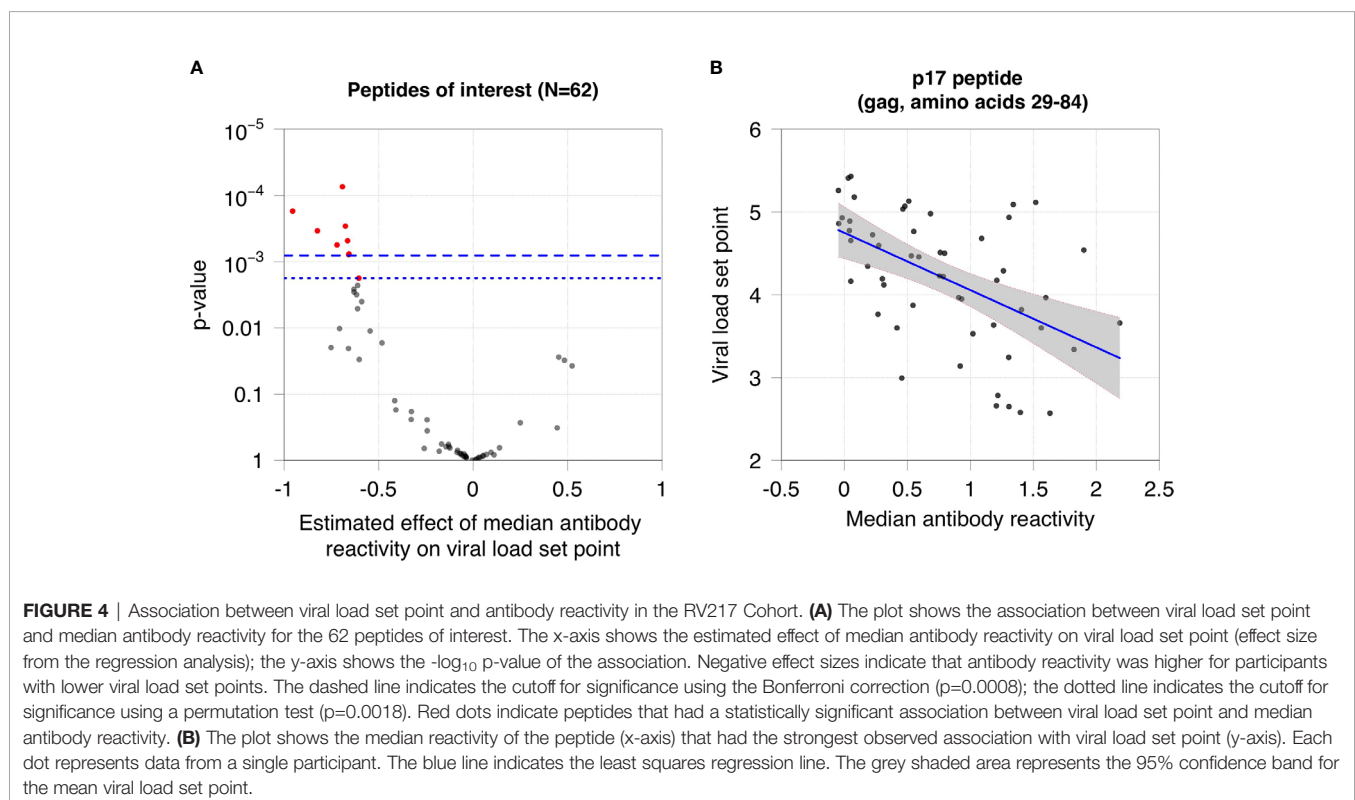 A
Peptides of interest (N=62)
10⁻⁵
10⁻⁴
10⁻³
0.01
0.1
1
p-value
-1
-0.5
0
0.5
1
Estimated effect of median antibody
reactivity on viral load set point
B
p17 peptide
(gag, amino acids 29-84)
6
5
4
3
2
Viral load set point
-0.5
0
0.5
1
1.5
2
2.5
Median antibody reactivity
FIGURE 4 | Association between viral load set point and antibody reactivity in the RV217 Cohort. (A) The plot shows the association between viral load set point
and median antibody reactivity for the 62 peptides of interest. The x-axis shows the estimated effect of median antibody reactivity on viral load set point (effect size
from the regression analysis); the y-axis shows the -log₁₀ p-value of the association. Negative effect sizes indicate that antibody reactivity was higher for participants
with lower viral load set points. The dashed line indicates the cutoff for significance using the Bonferroni correction (p=0.0008); the dotted line indicates the cutoff for
significance using a permutation test (p=0.0018). Red dots indicate peptides that had a statistically significant association between viral load set point and median
antibody reactivity. (B) The plot shows the median reactivity of the peptide (x-axis) that had the strongest observed association with viral load set point (y-axis). Each
dot represents data from a single participant. The blue line indicates the least squares regression line. The grey shaded area represents the 95% confidence band for
the mean viral load set point.